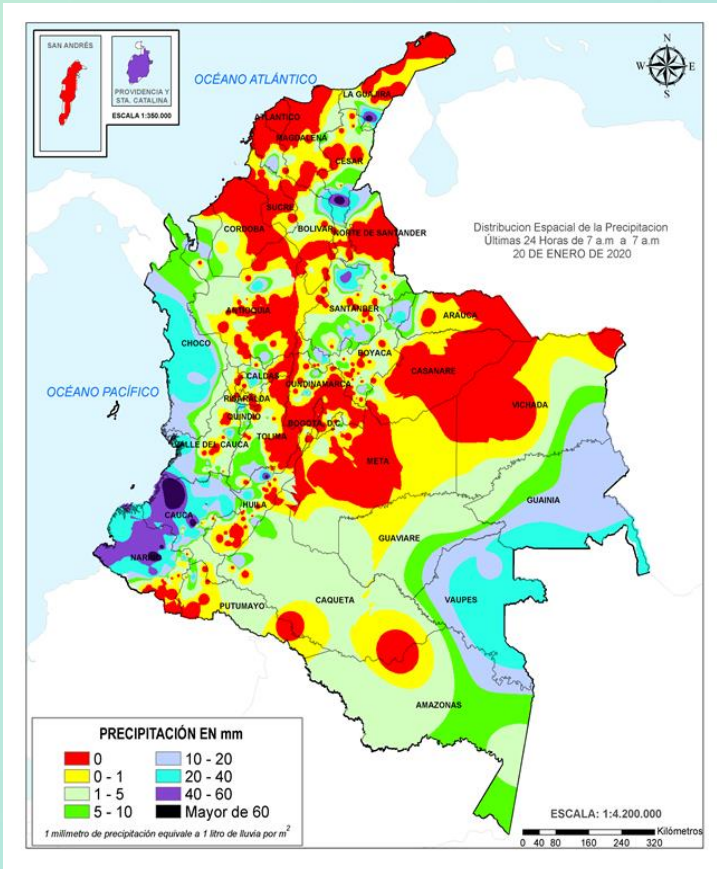 SAN ANDRÉS
PROVIDENCIA Y
STA. CATALINA
ESCALA 1:350.000
OCÉANO ATLÁNTICO
N
W
E
S
LA GUAJIRA
ATLANTICO
MAGDALENA
CESAR
SUCRE
CORDOBA
BOLIVAR
NORTE DE SANTANDER
Distribucion Espacial de la Precipitacion
Últimas 24 Horas de 7 a.m a 7 a.m
20 DE ENERO DE 2020
ANTIOQUIA
SANTANDER
ARAUCA
CHOCO
BOYACA
OCÉANO PACÍFICO
CALDAS
CUNDINAMARCA
CASANARE
RISARALDA
VICHADA
QUINDIO
BOGOTA, D.C.
VALLE DEL CAUCA
TOLIMA
META
GUAINIA
CAUCA
HUILA
GUAVIARE
NARIÑO
CAQUETA
VAUPES
PUTUMAYO
AMAZONAS
PRECIPITACIÓN EN mm
0
0 - 1
1 - 5
5 - 10
10 - 20
20 - 40
40 - 60
Mayor de 60
1 milimetro de precipitación equivale a 1 litro de lluvia por m²
ESCALA: 1:4.200.000
Kilómetros
0 40 80 160 240 320